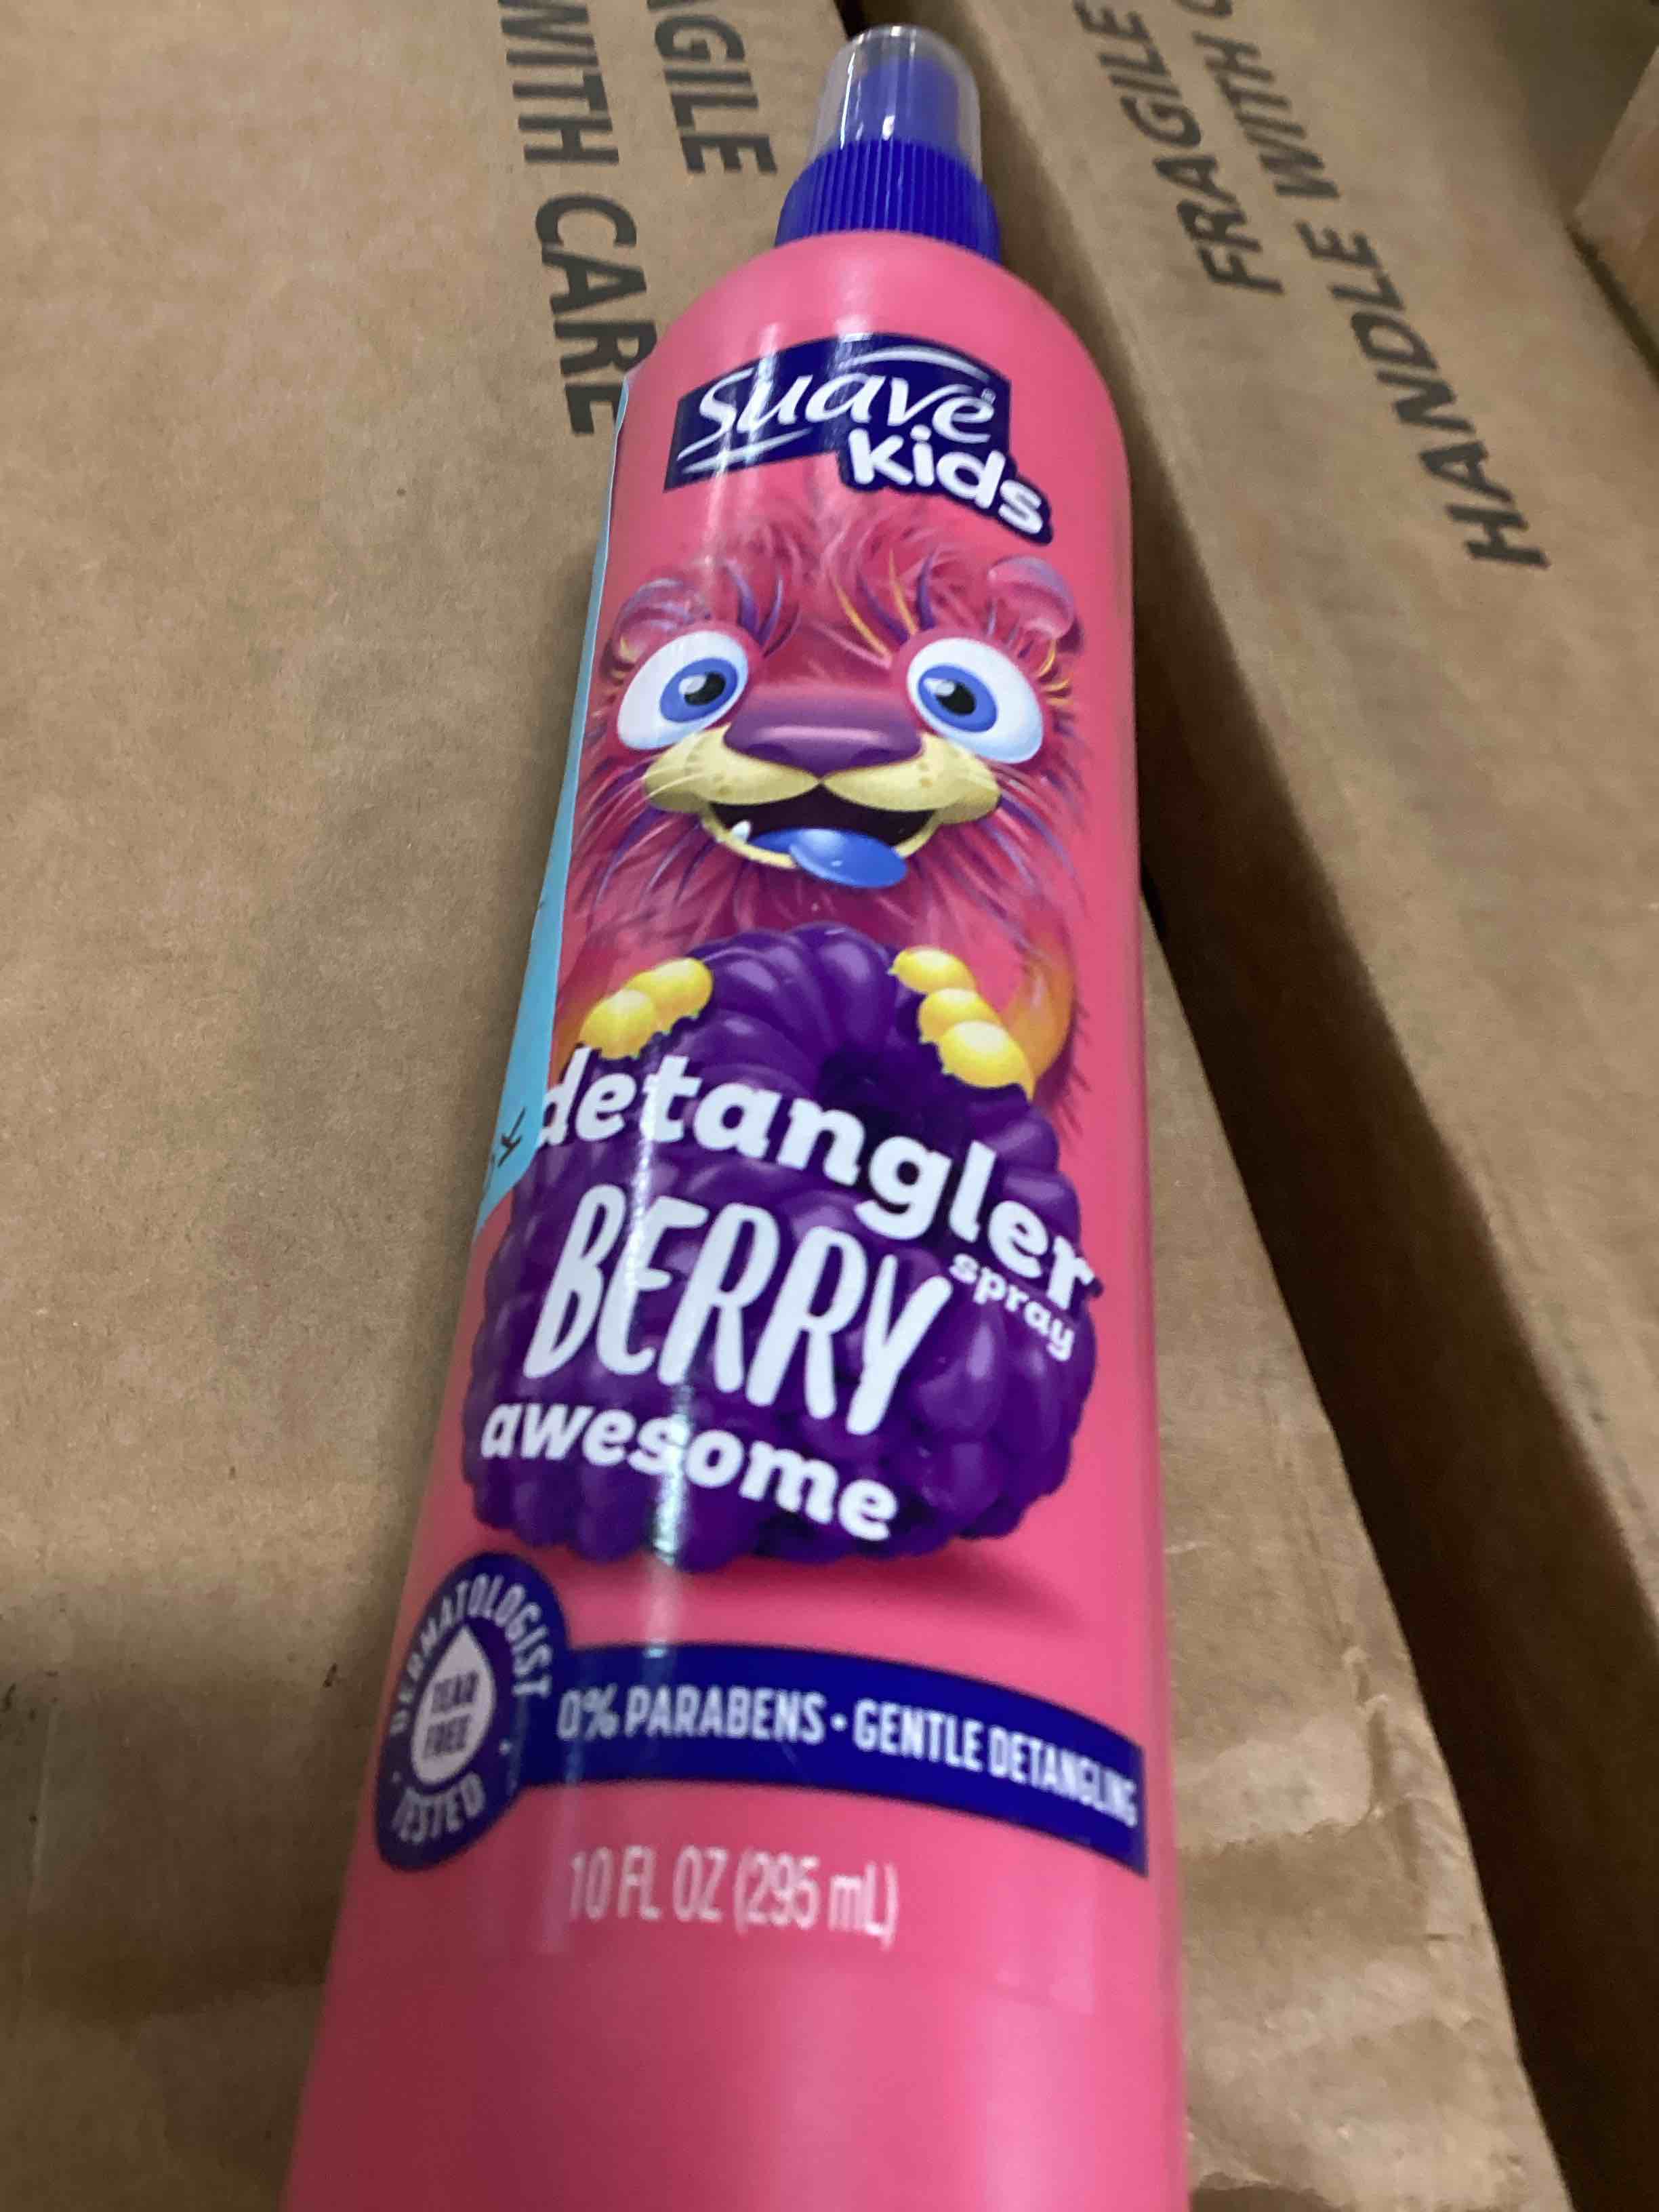 AGILE
WITH CARE
FRAGILE
HANDLE WITH
Suave®
kids
detangler
spray
BERRY
awesome
DERMATOLOGIST
TEAR
FREE
TESTED
0% PARABENS • GENTLE DETANGLING
10 FL OZ (295 mL)